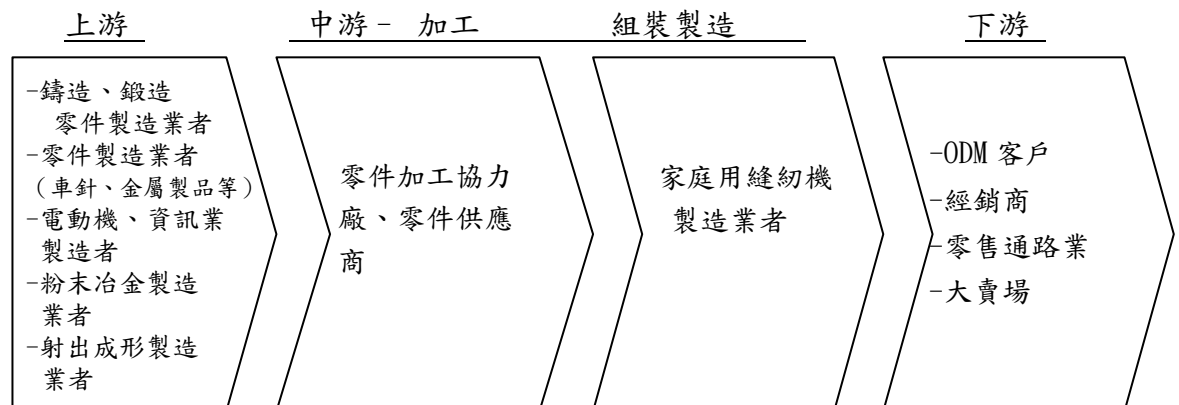 上游
中游- 加工
組裝製造
下游
-鑄造、鍛造
零件製造業者
-零件製造業者
(車針、金屬製品等)
-電動機、資訊業
製造者
-粉末冶金製造
業者
-射出成形製造
業者
零件加工協力
廠、零件供應
商
家庭用縫紉機
製造業者
-ODM 客戶
-經銷商
-零售通路業
-大賣場